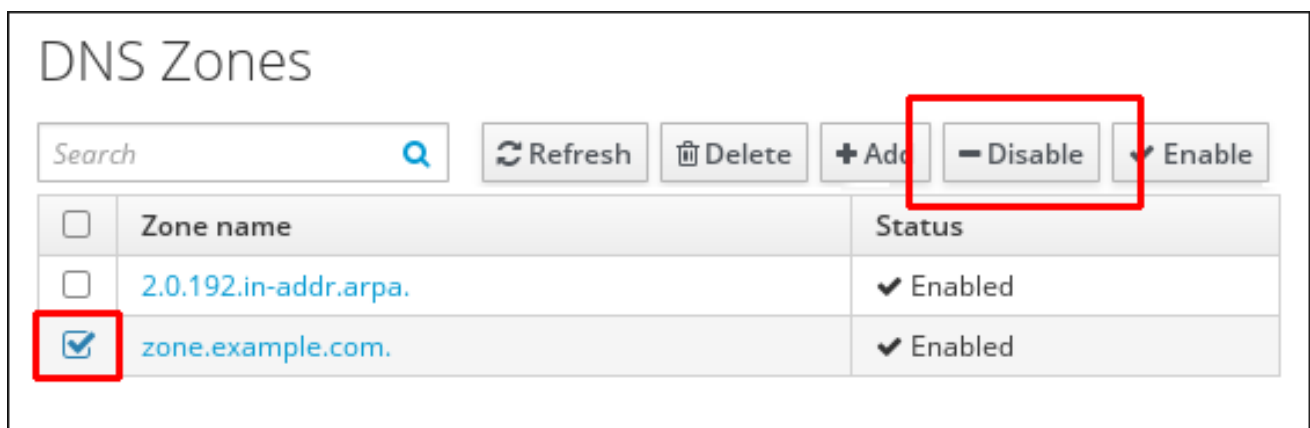 DNS Zones
Search Refresh Delete Add Disable Enable
Zone name Status
2.0.192.in-addr.arpa. Enabled
zone.example.com. Enabled